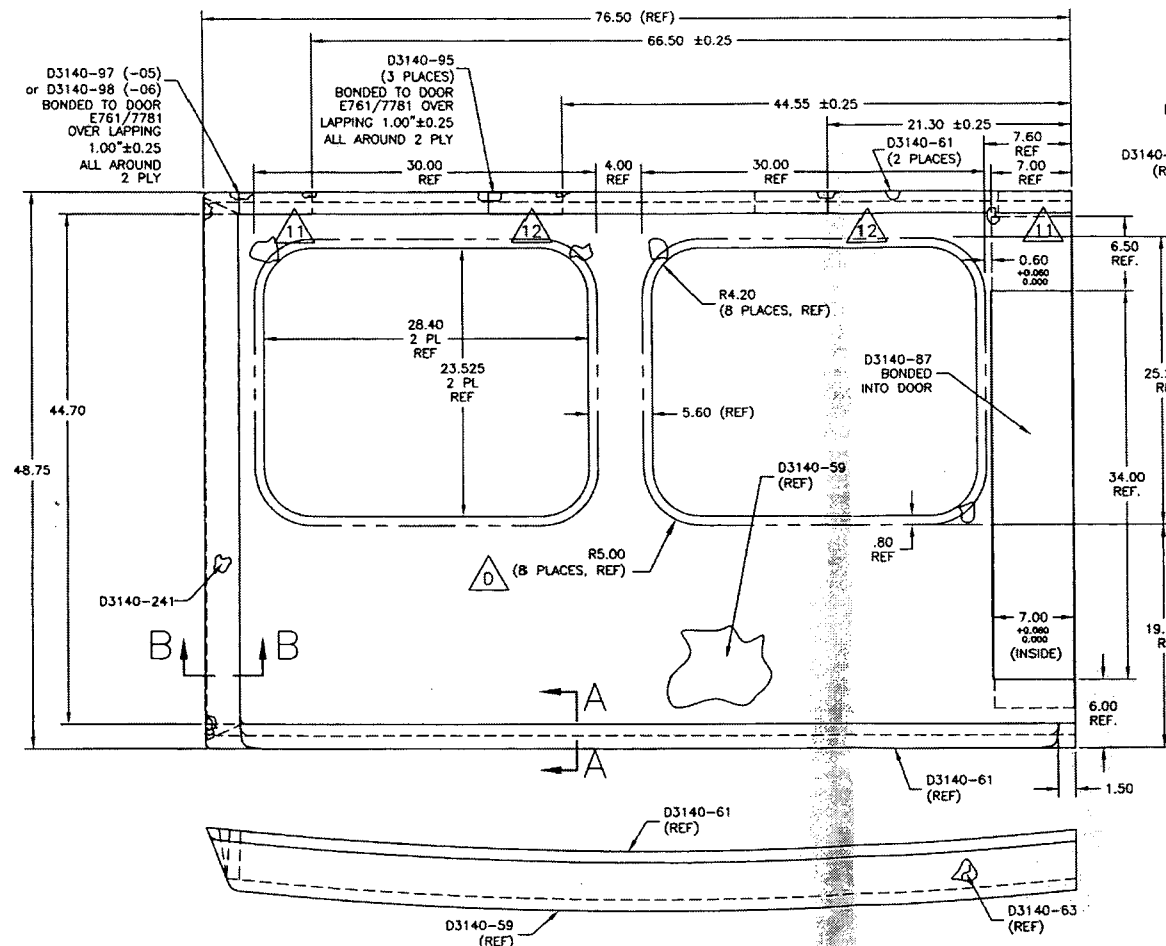 76.50 (REF)
66.50 ±0.25
D3140-97 (-05)
or D3140-98 (-06)
BONDED TO DOOR
E761/7781
OVER LAPPING
1.00"±0.25
ALL AROUND
2 PLY
D3140-95
(3 PLACES)
BONDED TO DOOR
E761/7781 OVER
LAPPING 1.00"±0.25
ALL AROUND 2 PLY
44.55 ±0.25
21.30 ±0.25
D3140-61
(2 PLACES)
7.60
REF
7.00
REF
30.00
REF
4.00
REF
30.00
REF
11
12
12
11
6.50
REF.
0.60
+0.060
0.000
R4.20
(8 PLACES, REF)
28.40
2 PL
REF
23.525
2 PL
REF
D3140-87
BONDED
INTO DOOR
44.70
5.60 (REF)
48.75
D3140-59
(REF)
34.00
REF.
.80
REF
R5.00
(8 PLACES, REF)
D
D3140-241
7.00
+0.060
0.000
(INSIDE)
B
B
A
A
6.00
REF.
D3140-61
(REF)
1.50
D3140-61
(REF)
D3140-59
(REF)
D3140-63
(REF)